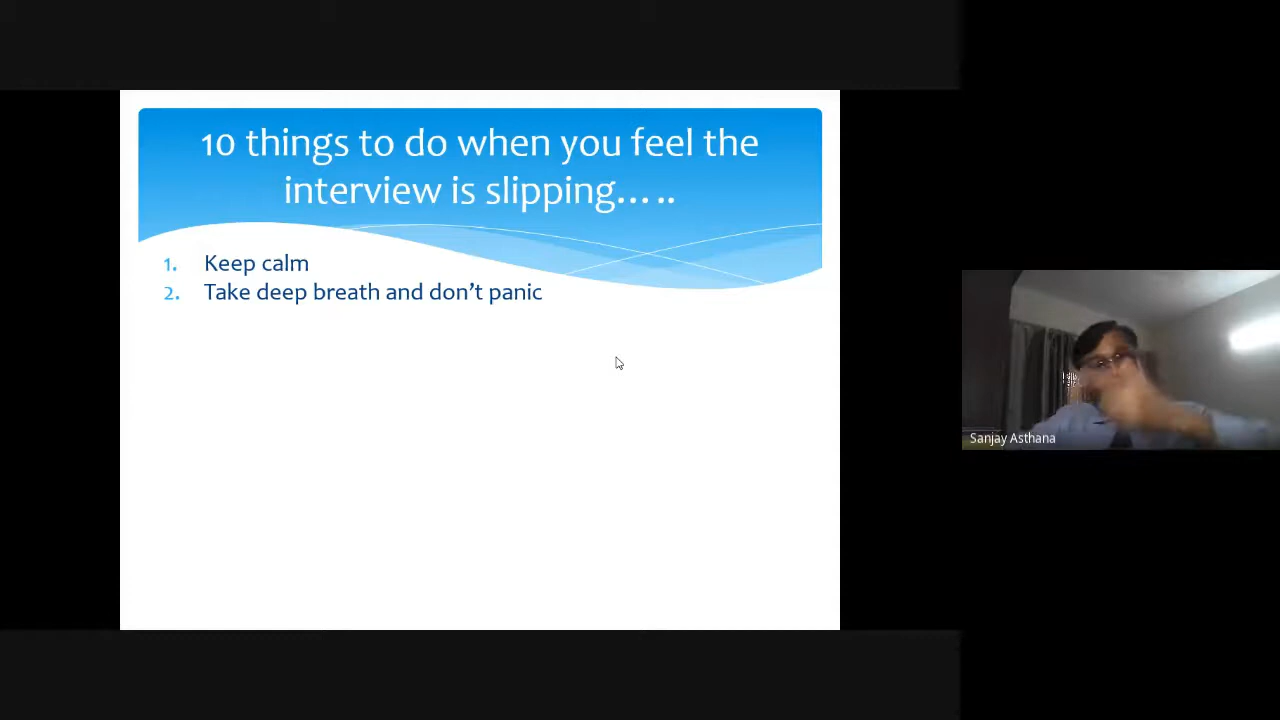 10 things to do when you feel the
interview is slipping.....
1. Keep calm
2. Take deep breath and don't panic
Sanjay Asthana